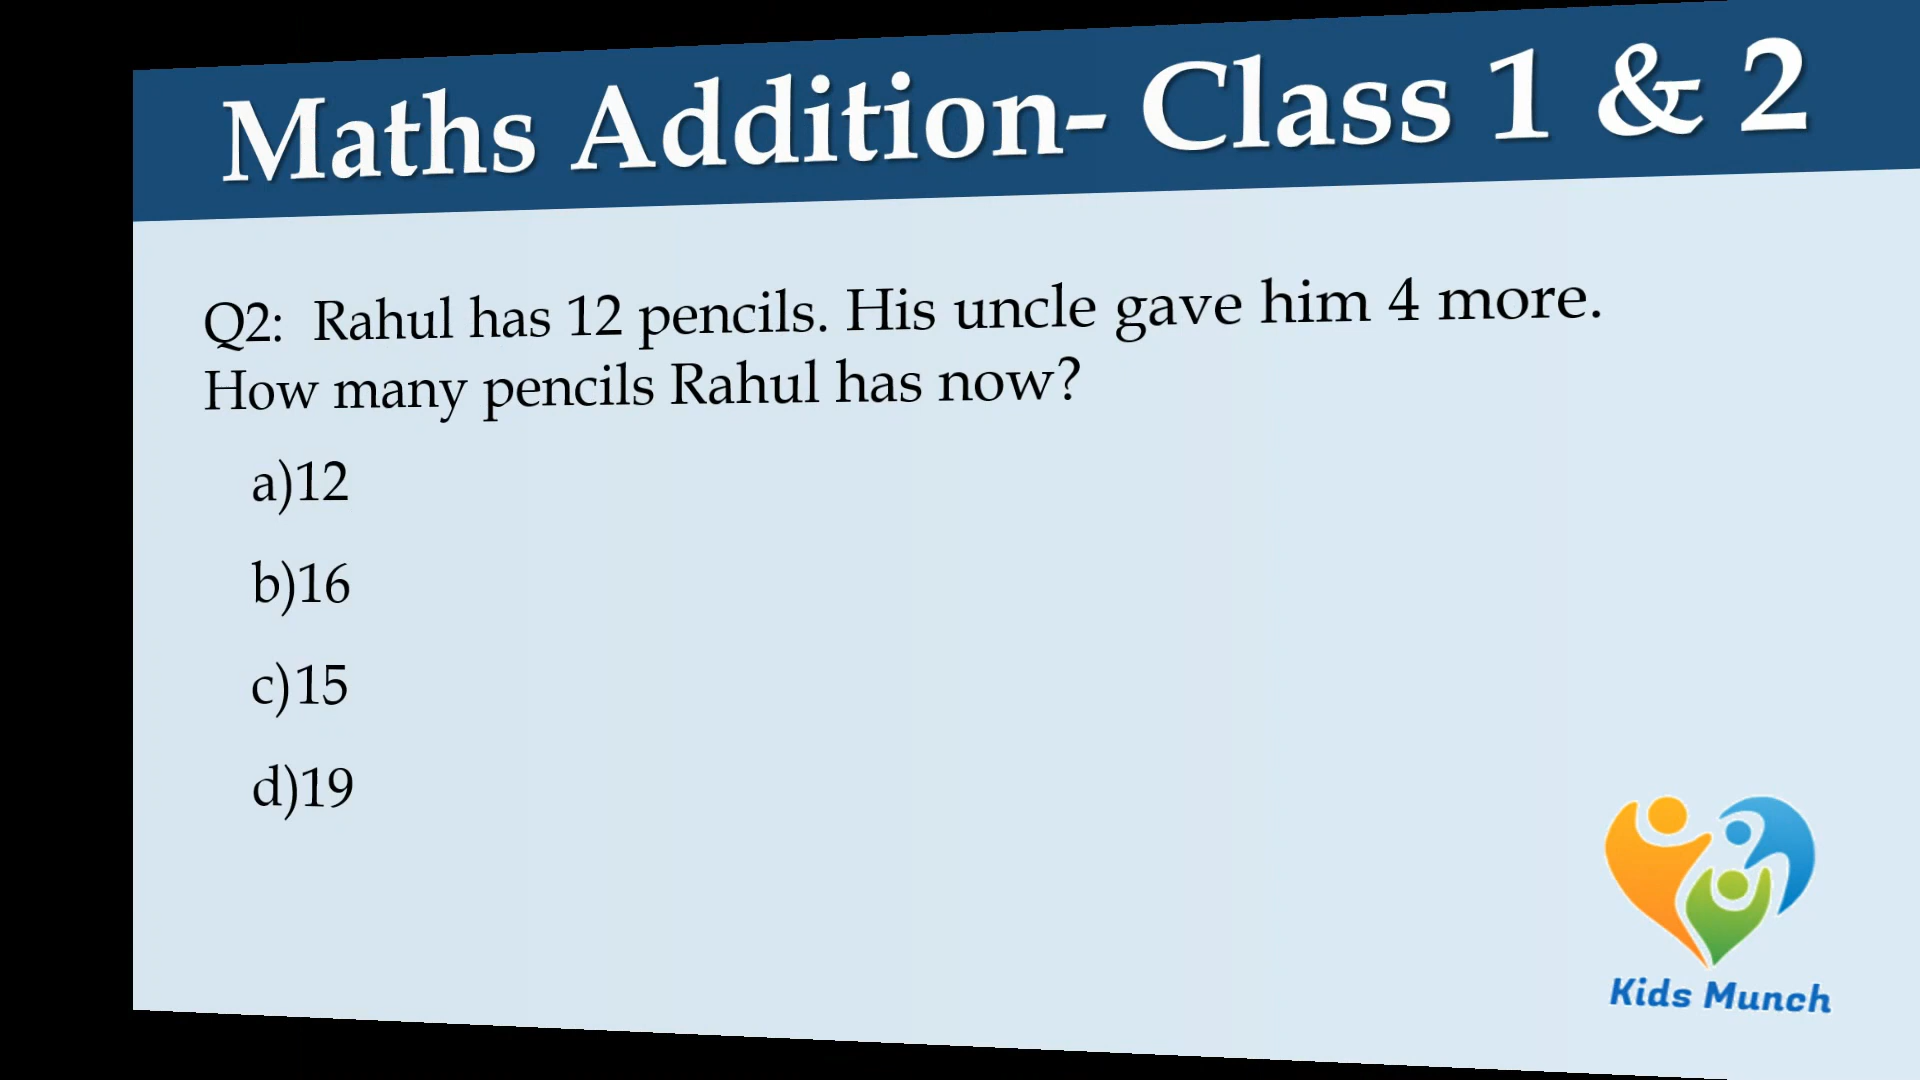 Maths Addition- Class 1 & 2
Q2: Rahul has 12 pencils. His uncle gave him 4 more.
How many pencils Rahul has now?
a)12
b)16
c)15
d)19
Kids Munch